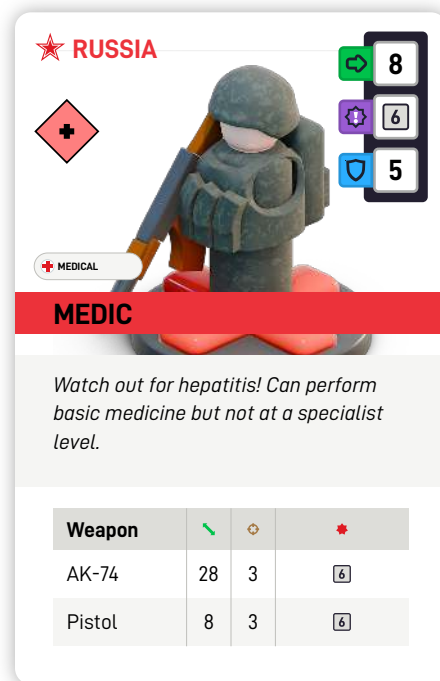 RUSSIA
8
6
5
MEDICAL
MEDIC
Watch out for hepatitis! Can perform
basic medicine but not at a specialist
level.
Weapon
AK-74 28 3 6
Pistol 8 3 6